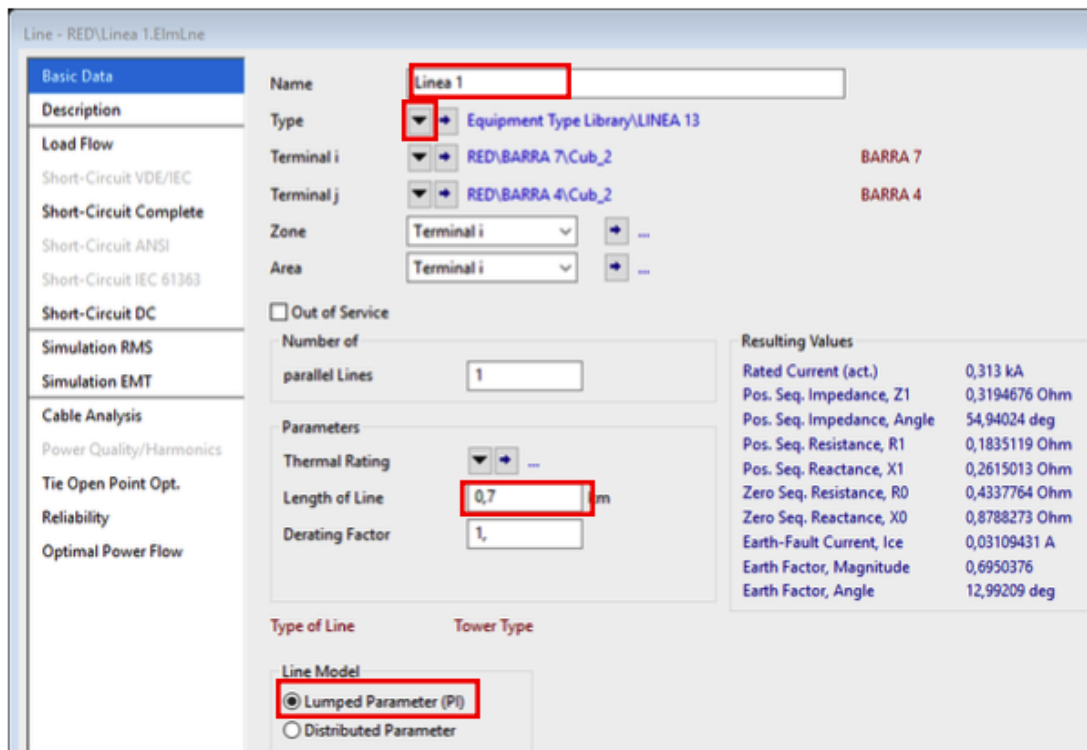 Line - RED\Linea 1.ElmLne
Basic Data
Description
Load Flow
Short-Circuit VDE/IEC
Short-Circuit Complete
Short-Circuit ANSI
Short-Circuit IEC 61363
Short-Circuit DC
Simulation RMS
Simulation EMT
Cable Analysis
Power Quality/Harmonics
Tie Open Point Opt.
Reliability
Optimal Power Flow
Name Linea 1
Type Equipment Type Library\LINEA 13
Terminal i RED\BARRA 7\Cub_2 BARRA 7
Terminal j RED\BARRA 4\Cub_2 BARRA 4
Zone Terminal i ...
Area Terminal i ...
Out of Service
Number of
parallel Lines 1
Parameters
Thermal Rating ...
Length of Line 0,7 km
Derating Factor 1,
Type of Line Tower Type
Line Model
Lumped Parameter (PI)
Distributed Parameter
Resulting Values
Rated Current (act.) 0,313 kA
Pos. Seq. Impedance, Z1 0,3194676 Ohm
Pos. Seq. Impedance, Angle 54,94024 deg
Pos. Seq. Resistance, R1 0,1835119 Ohm
Pos. Seq. Reactance, X1 0,2615013 Ohm
Zero Seq. Resistance, R0 0,4337764 Ohm
Zero Seq. Reactance, X0 0,8788273 Ohm
Earth-Fault Current, Ice 0,03109431 A
Earth Factor, Magnitude 0,6950376
Earth Factor, Angle 12,99209 deg